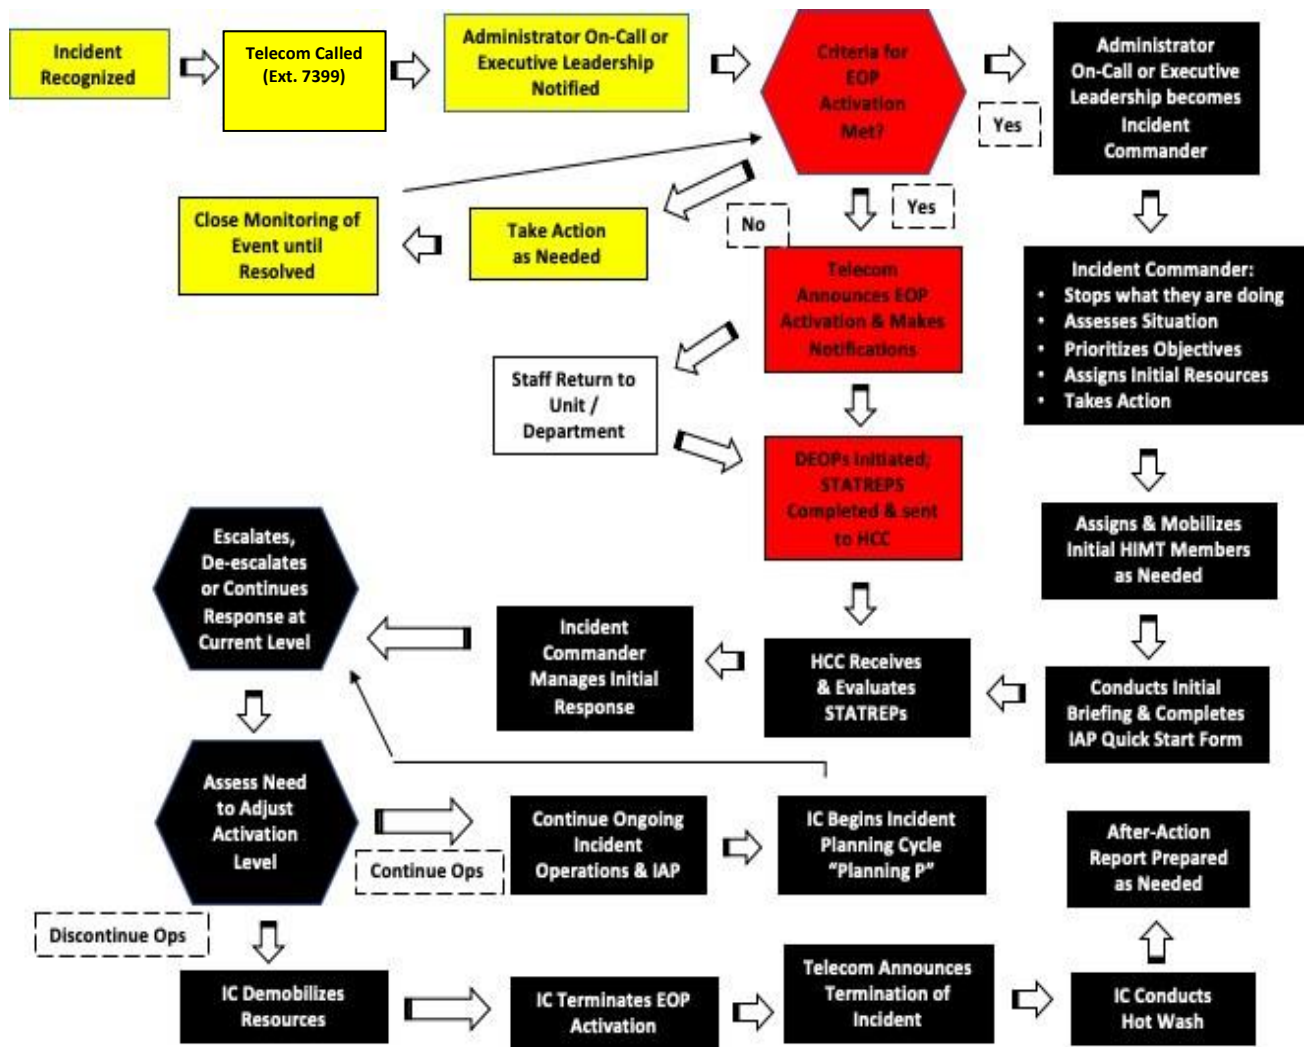 Incident
Recognized
Telecom Called
(Ext. 7399)
Administrator On-Call or
Executive Leadership
Notified
Criteria for
EOP
Activation
Met?
Yes
Administrator
On-Call or Executive
Leadership becomes
Incident
Commander
Close Monitoring of
Event until
Resolved
Take Action
as Needed
No
Yes
Telecom
Announces EOP
Activation & Makes
Notifications
Incident Commander:
• Stops what they are doing
• Assesses Situation
• Prioritizes Objectives
• Assigns Initial Resources
• Takes Action
Staff Return to
Unit /
Department
DEOPs Initiated;
STATREPS
Completed & sent
to HCC
Assigns & Mobilizes
Initial HIMT Members
as Needed
Escalates,
De-escalates
or Continues
Response at
Current Level
Incident
Commander
Manages Initial
Response
HCC Receives
& Evaluates
STATREPs
Conducts Initial
Briefing & Completes
IAP Quick Start Form
Assess Need
to Adjust
Activation
Level
Continue Ops
Continue Ongoing
Incident
Operations & IAP
IC Begins Incident
Planning Cycle
“Planning P”
After-Action
Report Prepared
as Needed
Discontinue Ops
IC Demobilizes
Resources
IC Terminates EOP
Activation
Telecom Announces
Termination of
Incident
IC Conducts
Hot Wash